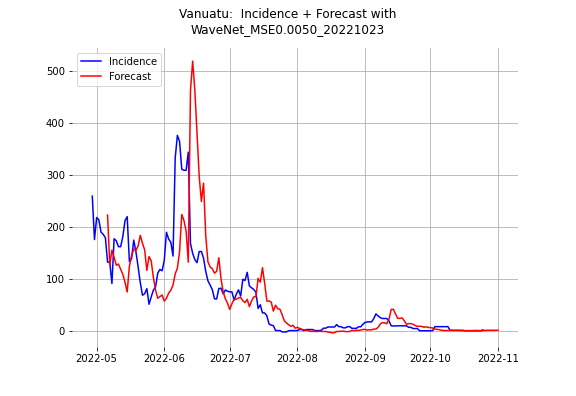 Vanuatu:  Incidence + Forecast with
WaveNet_MSE0.0050_20221023
Incidence
Forecast
500
400
300
200
100
0
2022-05 2022-06 2022-07 2022-08 2022-09 2022-10 2022-11